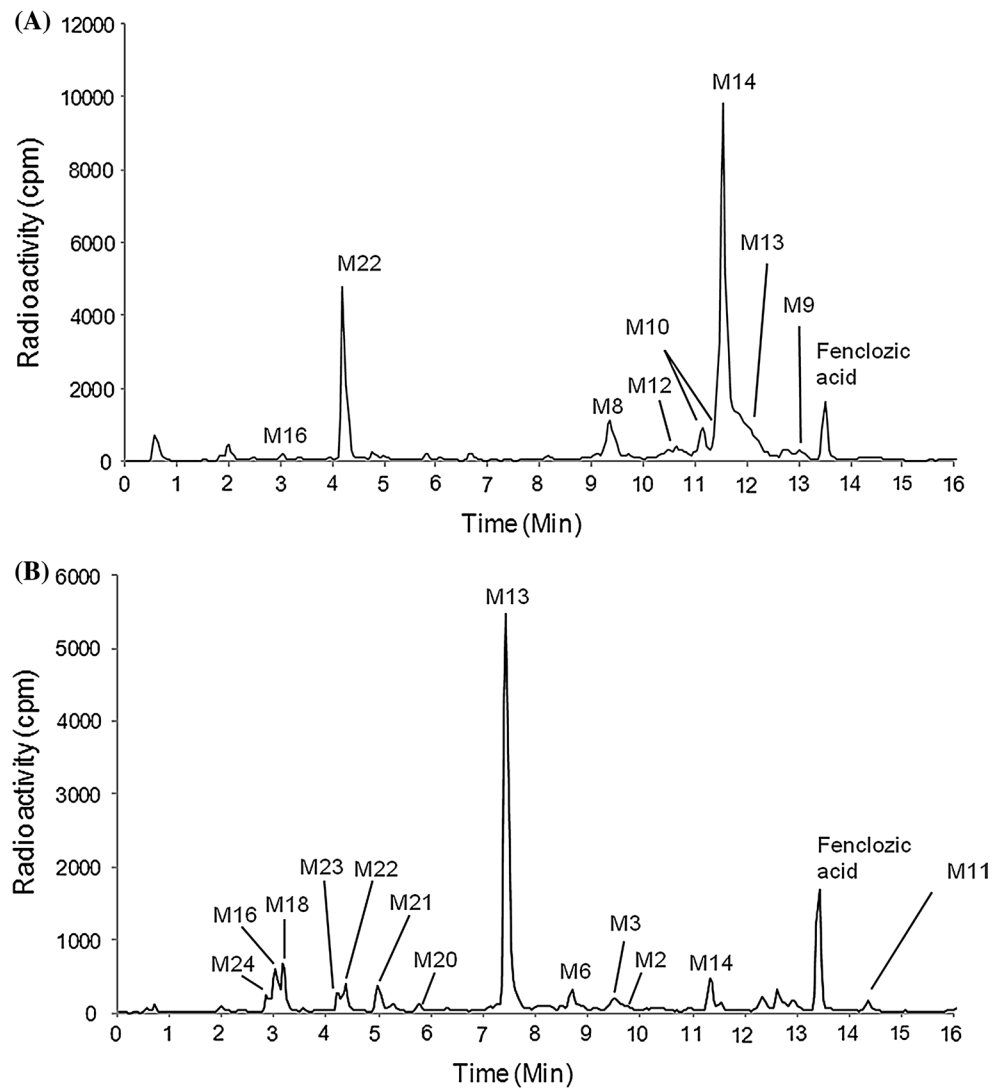 (A)
12000
10000
8000
6000
4000
2000
0
Radioactivity (cpm)
M14
M22
M13
M10
M9
Fenclozic
acid
M12
M8
M16
0 1 2 3 4 5 6 7 8 9 10 11 12 13 14 15 16
Time (Min)
(B)
6000
5000
4000
3000
2000
1000
0
Radioactivity (cpm)
M13
Fenclozic
acid
M23 M22
M11
M16 M18
M21
M3
M24
M20
M6
M2
M14
0 1 2 3 4 5 6 7 8 9 10 11 12 13 14 15 16
Time (Min)